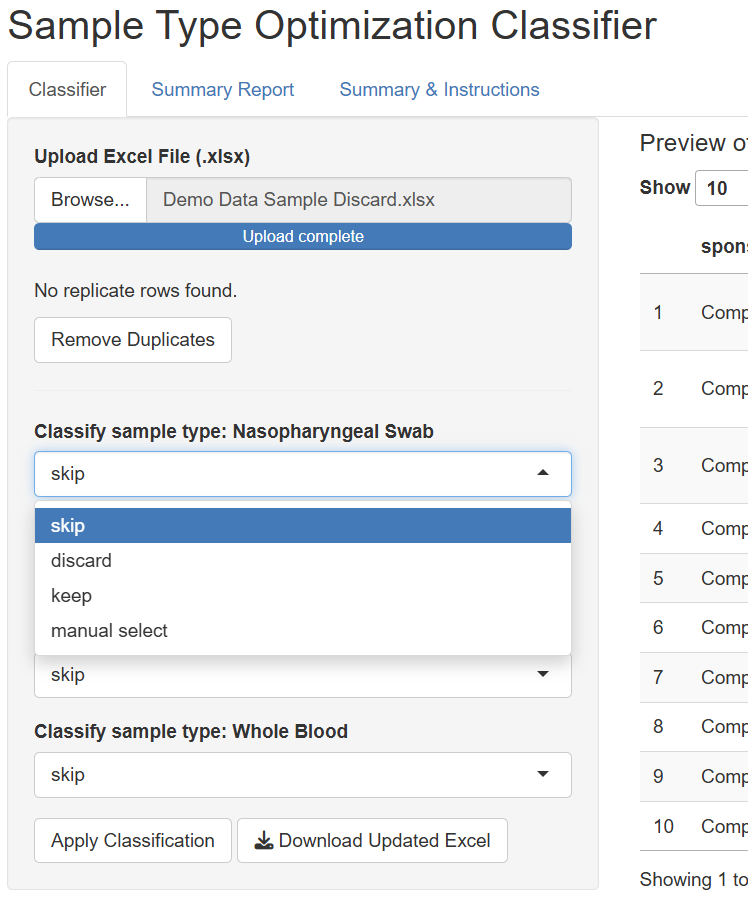 Sample Type Optimization Classifier
Classifier Summary Report Summary & Instructions
Upload Excel File (.xlsx)
Browse... Demo Data Sample Discard.xlsx
Upload complete
No replicate rows found.
Remove Duplicates
Classify sample type: Nasopharyngeal Swab
skip
skip
discard
keep
manual select
skip
Classify sample type: Whole Blood
skip
Apply Classification Download Updated Excel
Preview of
Show 10
spons
1 Comp
2 Comp
3 Comp
4 Comp
5 Comp
6 Comp
7 Comp
8 Comp
9 Comp
10 Comp
Showing 1 to